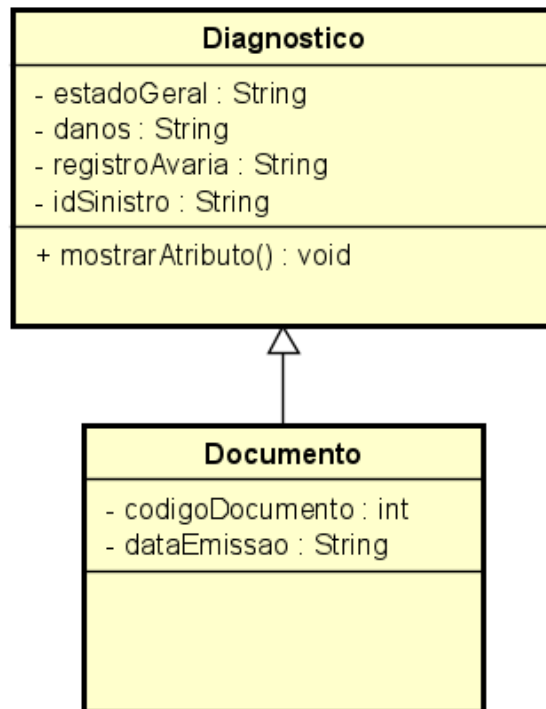 Diagnostico
- estadoGeral : String
- danos : String
- registroAvaria : String
- idSinistro : String
+ mostrarAtributo() : void
Documento
- codigoDocumento : int
- dataEmissao : String